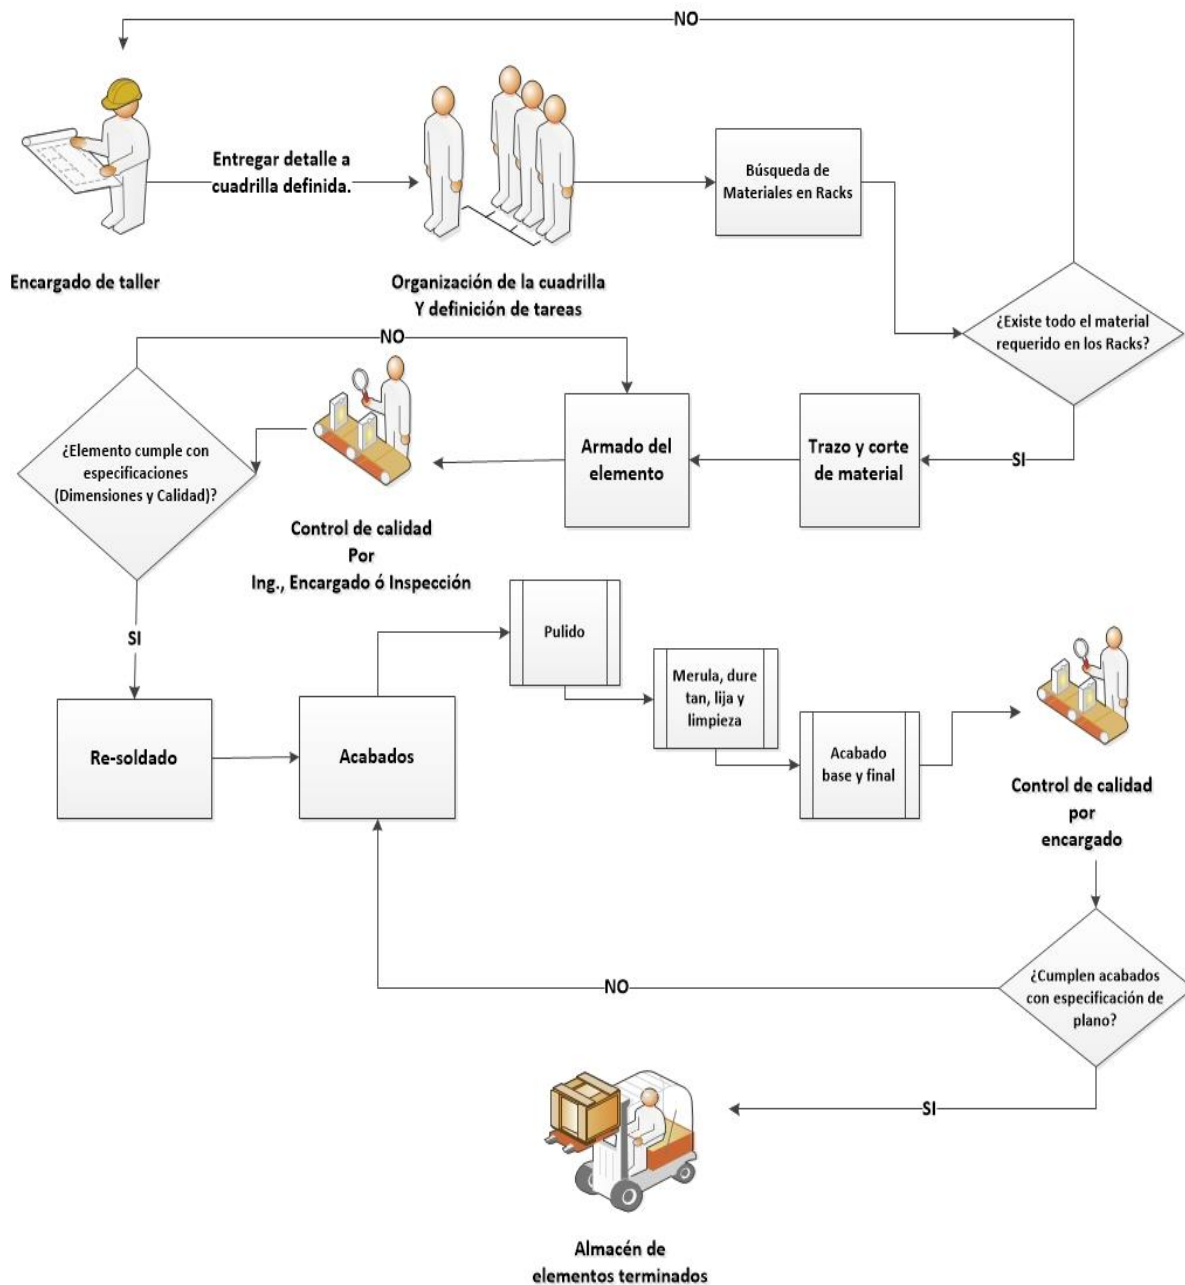 NO
Entregar detalle a
cuadrilla definida.
Búsqueda de
Materiales en Racks
Encargado de taller
Organización de la cuadrilla
Y definición de tareas
¿Existe todo el material
requerido en los Racks?
NO
¿Elemento cumple con
especificaciones
(Dimensiones y Calidad)?
Armado del
elemento
Trazo y corte
de material
SI
Control de calidad
Por
Ing., Encargado ó Inspección
SI
Pulido
Merula, dure
tan, lija y
limpieza
Re-soldado
Acabados
Acabado
base y final
Control de calidad
por
encargado
NO
¿Cumplen acabados
con especificación de
plano?
SI
Almacén de
elementos terminados